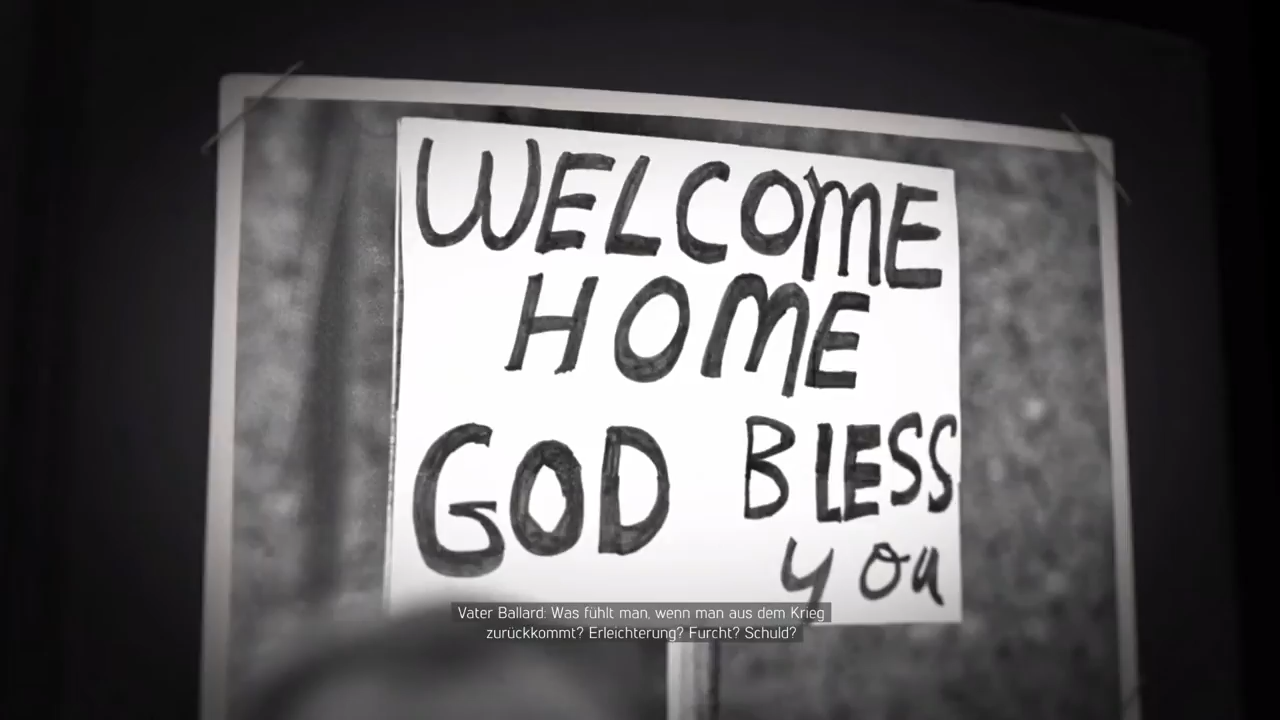 WELCOME
HOME
GOD BLESS
you
Vater Ballard: Was fühlt man, wenn man aus dem Krieg
zurückkommt? Erleichterung? Furcht? Schuld?